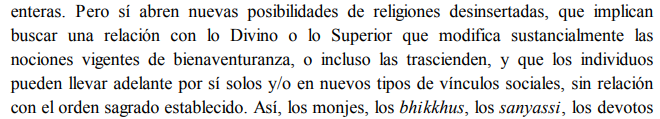 enteras. Pero sí abren nuevas posibilidades de religiones desinsertadas, que implican
buscar una relación con lo Divino o lo Superior que modifica sustancialmente las
nociones vigentes de bienaventuranza, o incluso las trascienden, y que los individuos
pueden llevar adelante por sí solos y/o en nuevos tipos de vínculos sociales, sin relación
con el orden sagrado establecido. Así, los monjes, los bhikkhus, los sanyassi, los devotos